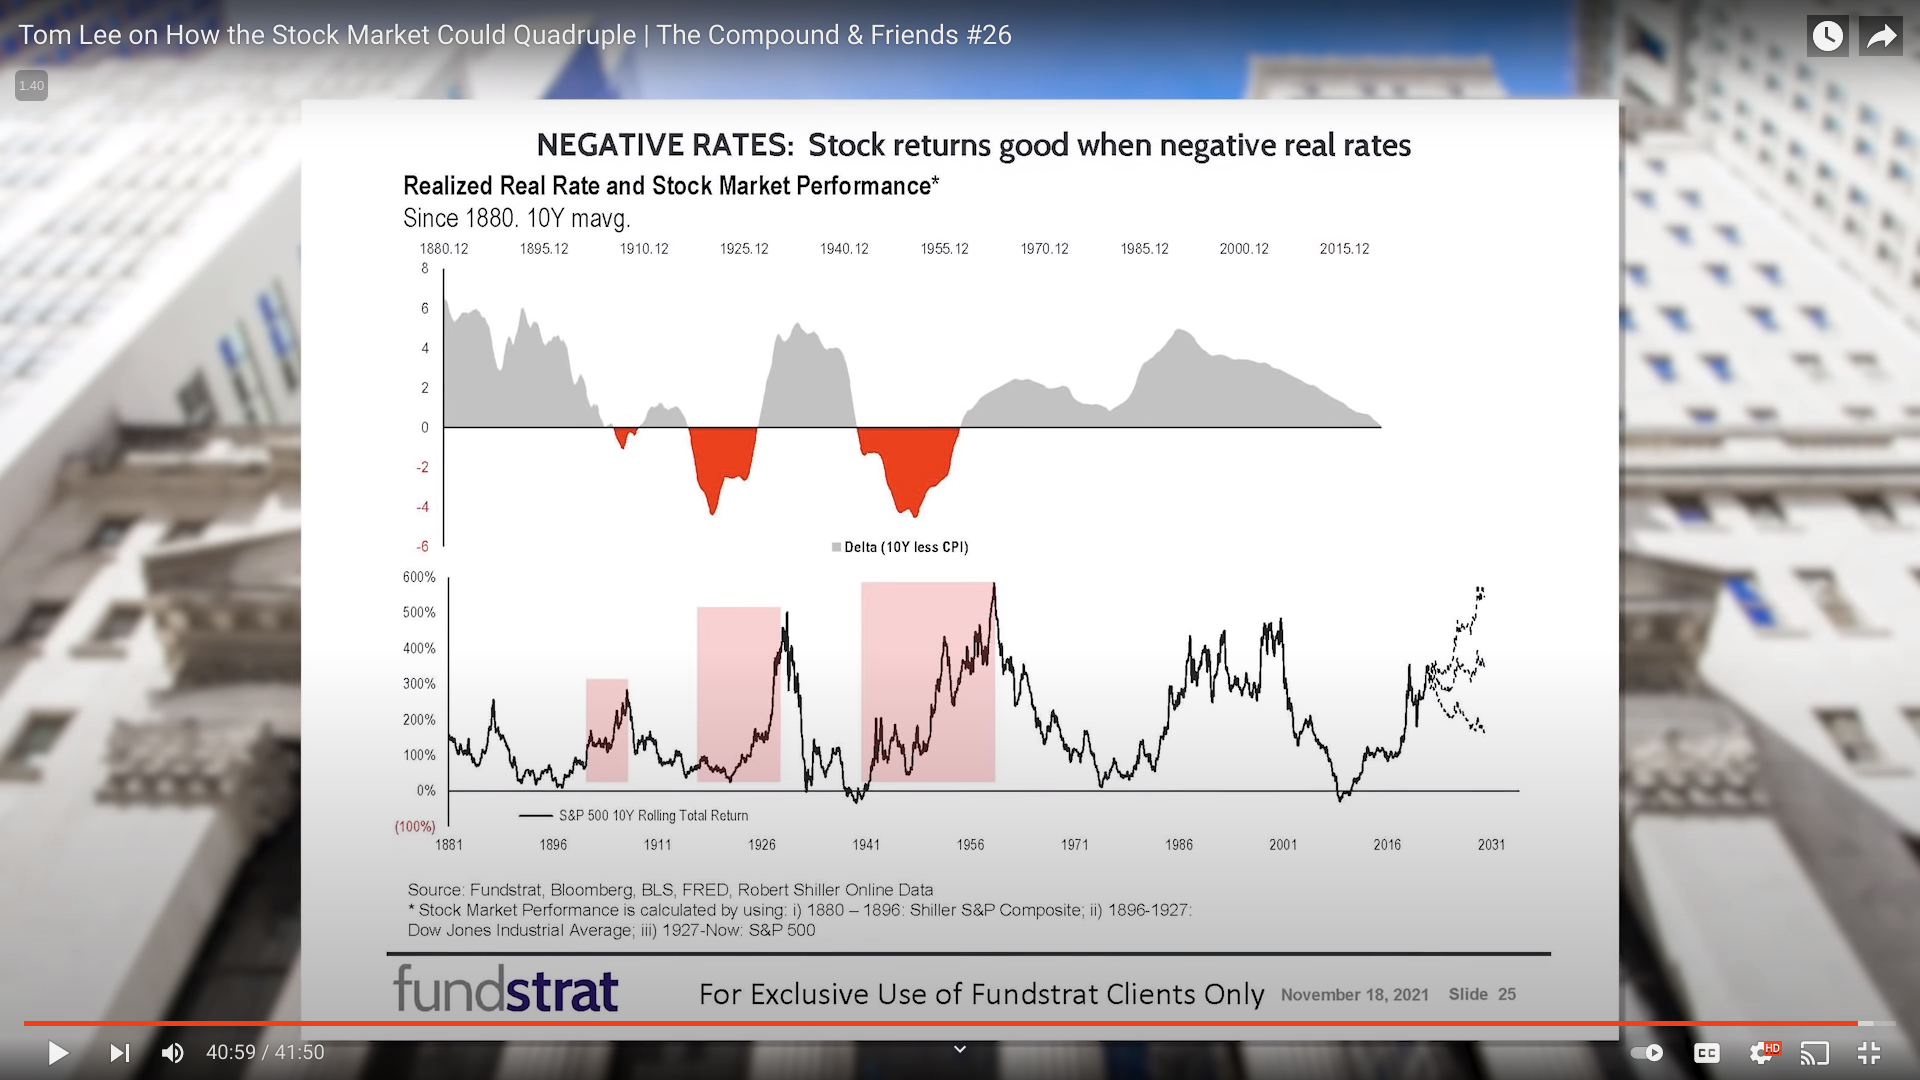 Tom Lee on How the Stock Market Could Quadruple | The Compound & Friends #26
1.40
NEGATIVE RATES: Stock returns good when negative real rates
Realized Real Rate and Stock Market Performance*
Since 1880. 10Y mavg.
1880.12 1895.12 1910.12 1925.12 1940.12 1955.12 1970.12 1985.12 2000.12 2015.12
8
6
4
2
0
-2
-4
-6
Delta (10Y less CPI)
600%
500%
400%
300%
200%
100%
0%
(100%)
S&P 500 10Y Rolling Total Return
1881 1896 1911 1926 1941 1956 1971 1986 2001 2016 2031
Source: Fundstrat, Bloomberg, BLS, FRED, Robert Shiller Online Data
* Stock Market Performance is calculated by using: i) 1880 – 1896: Shiller S&P Composite; ii) 1896-1927:
Dow Jones Industrial Average; iii) 1927-Now: S&P 500
fundstrat For Exclusive Use of Fundstrat Clients Only November 18, 2021 Slide 25
40:59 / 41:50 CC HD